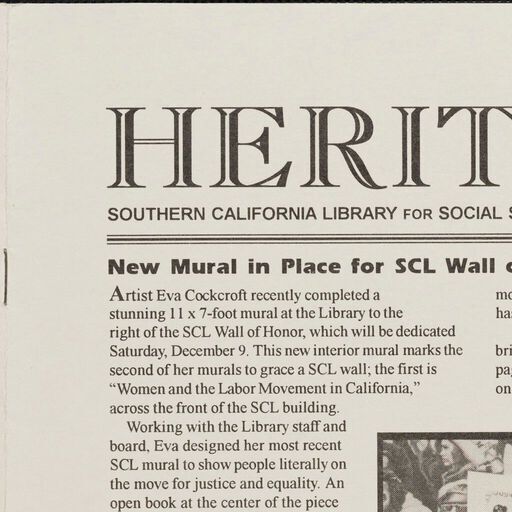 HERIT
SOUTHERN CALIFORNIA LIBRARY FOR SOCIAL
New Mural in Place for SCL Wall
Artist Eva Cockcroft recently completed a
stunning 11 x 7-foot mural at the Library to the
right of the SCL Wall of Honor, which will be dedicated
Saturday, December 9. This new interior mural marks the
second of her murals to grace a SCL wall; the first is
“Women and the Labor Movement in California,”
across the front of the SCL building.
Working with the Library staff and
board, Eva designed her most recent
SCL mural to show people literally on
the move for justice and equality. An
open book at the center of the piece
mo
ha
bri
pa
on